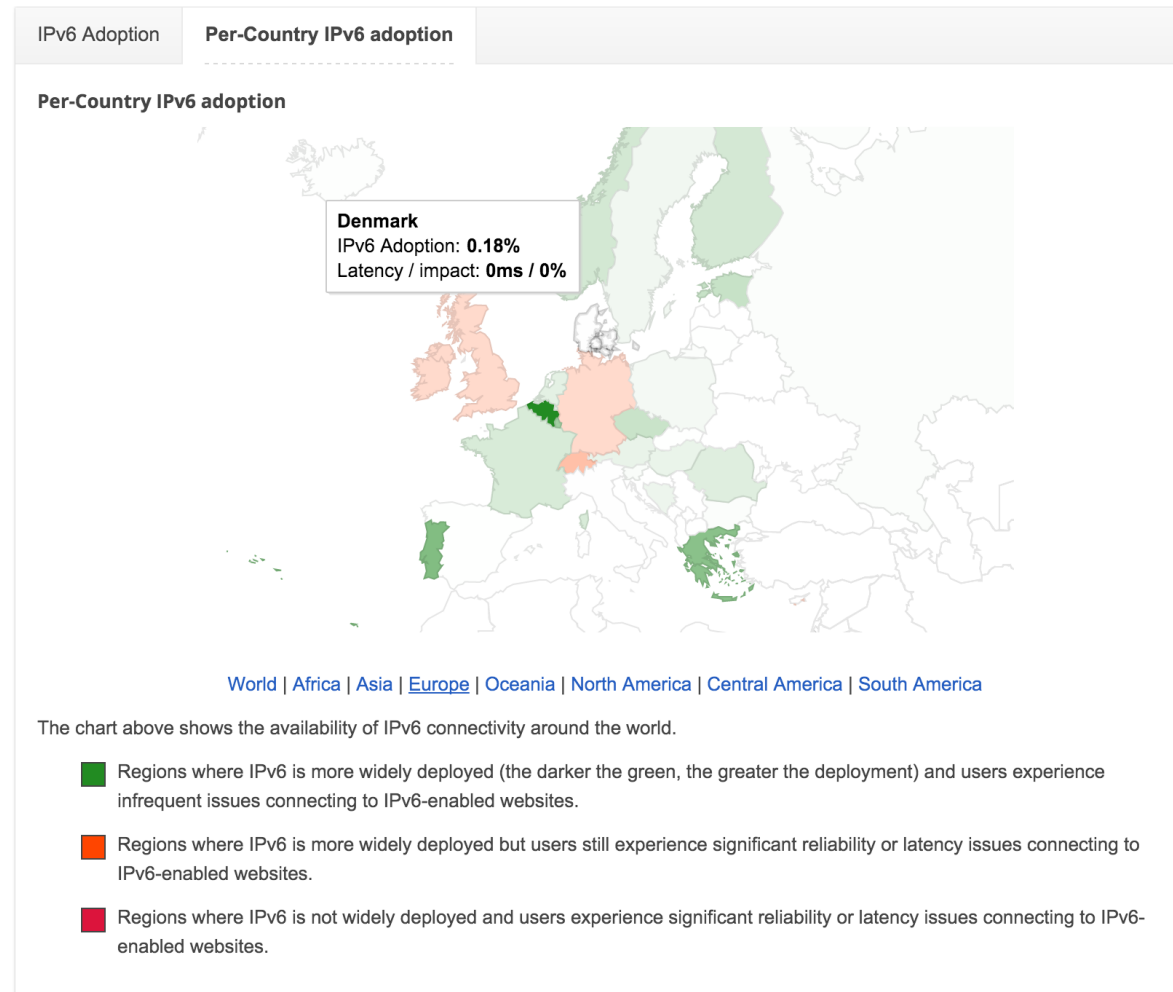 IPv6 Adoption
Per-Country IPv6 adoption
Per-Country IPv6 adoption
Denmark
IPv6 Adoption: 0.18%
Latency / impact: 0ms / 0%
World | Africa | Asia | Europe | Oceania | North America | Central America | South America
The chart above shows the availability of IPv6 connectivity around the world.
Regions where IPv6 is more widely deployed (the darker the green, the greater the deployment) and users experience
infrequent issues connecting to IPv6-enabled websites.
Regions where IPv6 is more widely deployed but users still experience significant reliability or latency issues connecting to
IPv6-enabled websites.
Regions where IPv6 is not widely deployed and users experience significant reliability or latency issues connecting to IPv6-
enabled websites.